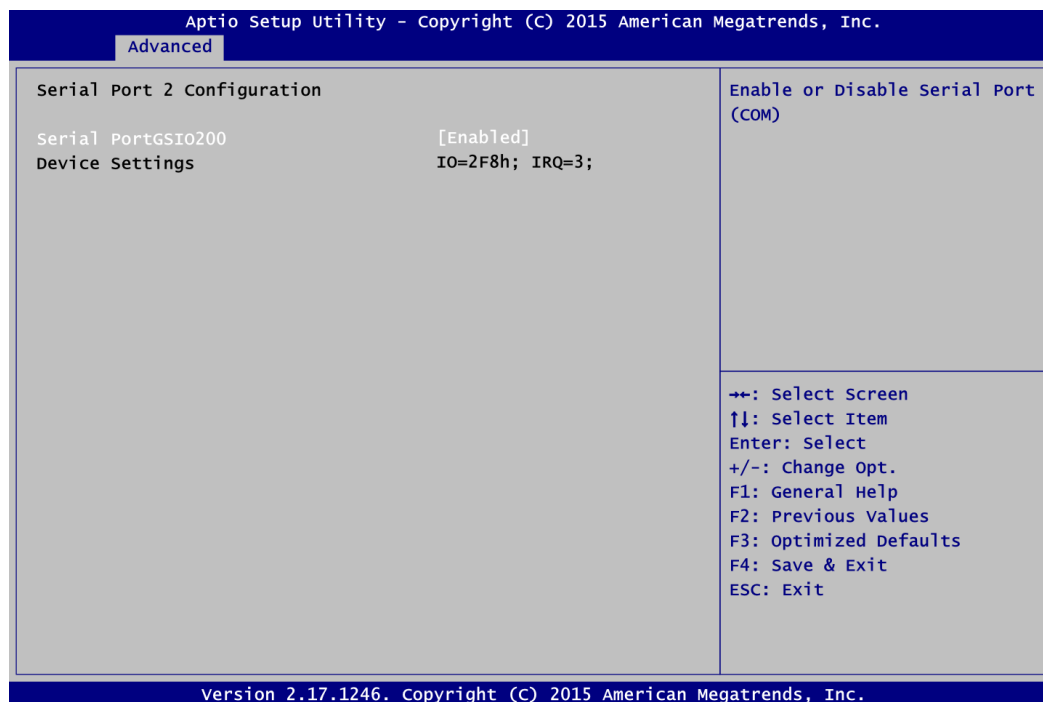 Aptio Setup Utility - Copyright (C) 2015 American Megatrends, Inc.
Advanced
Serial Port 2 Configuration
Serial PortGSIO200 [Enabled]
Device Settings IO=2F8h; IRQ=3;
Enable or Disable Serial Port
(COM)
→←: Select Screen
↑↓: Select Item
Enter: Select
+/-: Change Opt.
F1: General Help
F2: Previous Values
F3: Optimized Defaults
F4: Save & Exit
ESC: Exit
Version 2.17.1246. Copyright (C) 2015 American Megatrends, Inc.